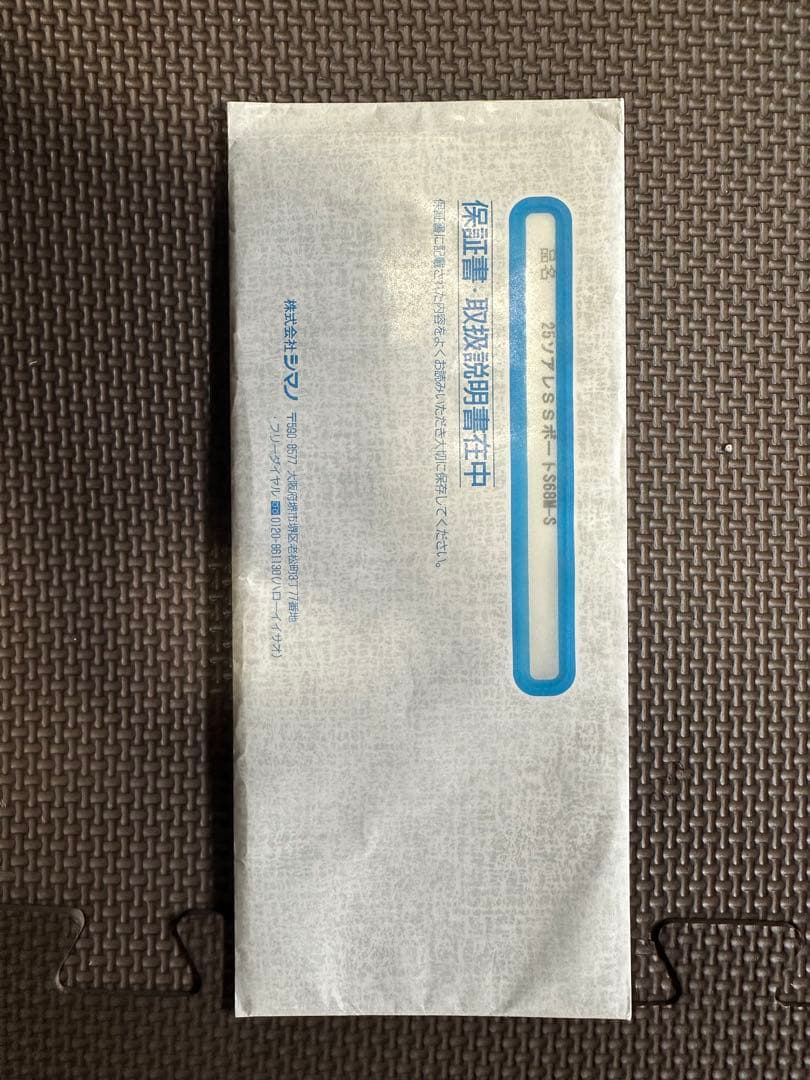 品名 25ソアレSSボートS68M-S
保証書・取扱説明書在中
保証書に記載された内容をよくお読みいただき大切に保存してください。
株式会社シマノ 〒590-8577 大阪府堺市堺区老松町3丁77番地
・フリーダイヤル 0120-861130(ハローイイサオ)